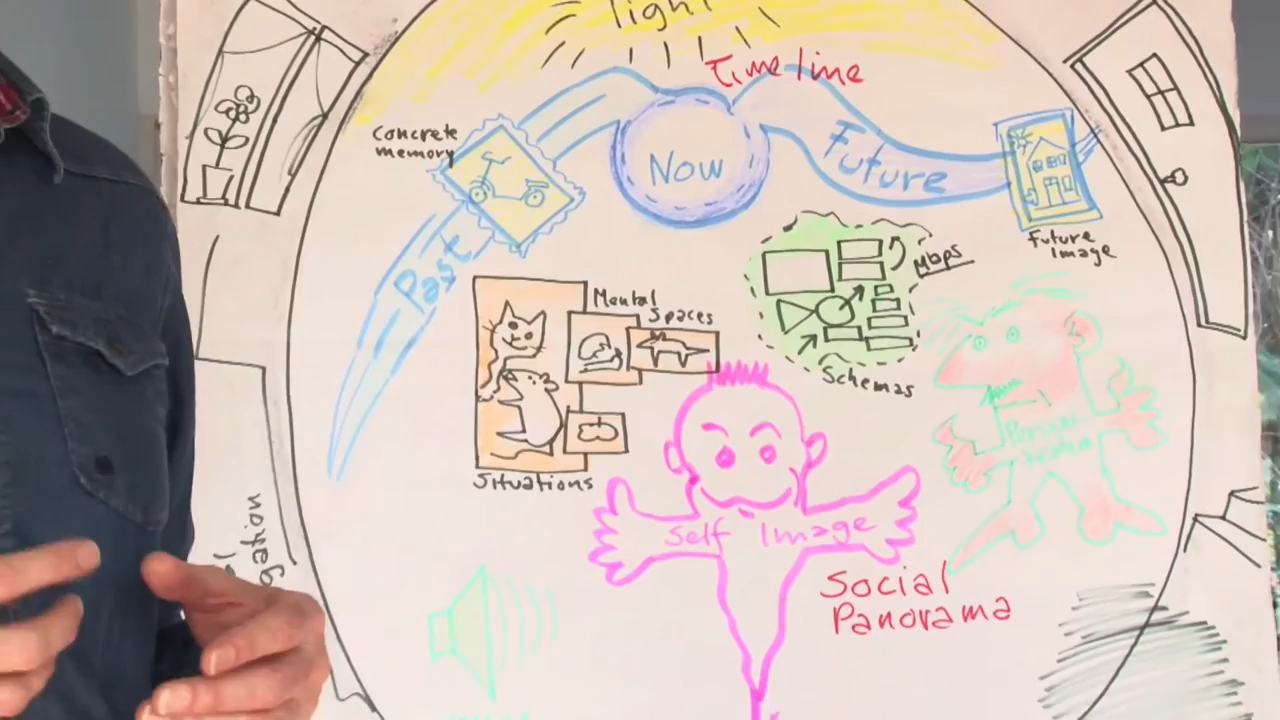 light
Time line
Concrete
memory
Now
Future
Past
Future
Image
Maps
Mental
Spaces
Schemas
Situations
Self Image
Social
Panorama